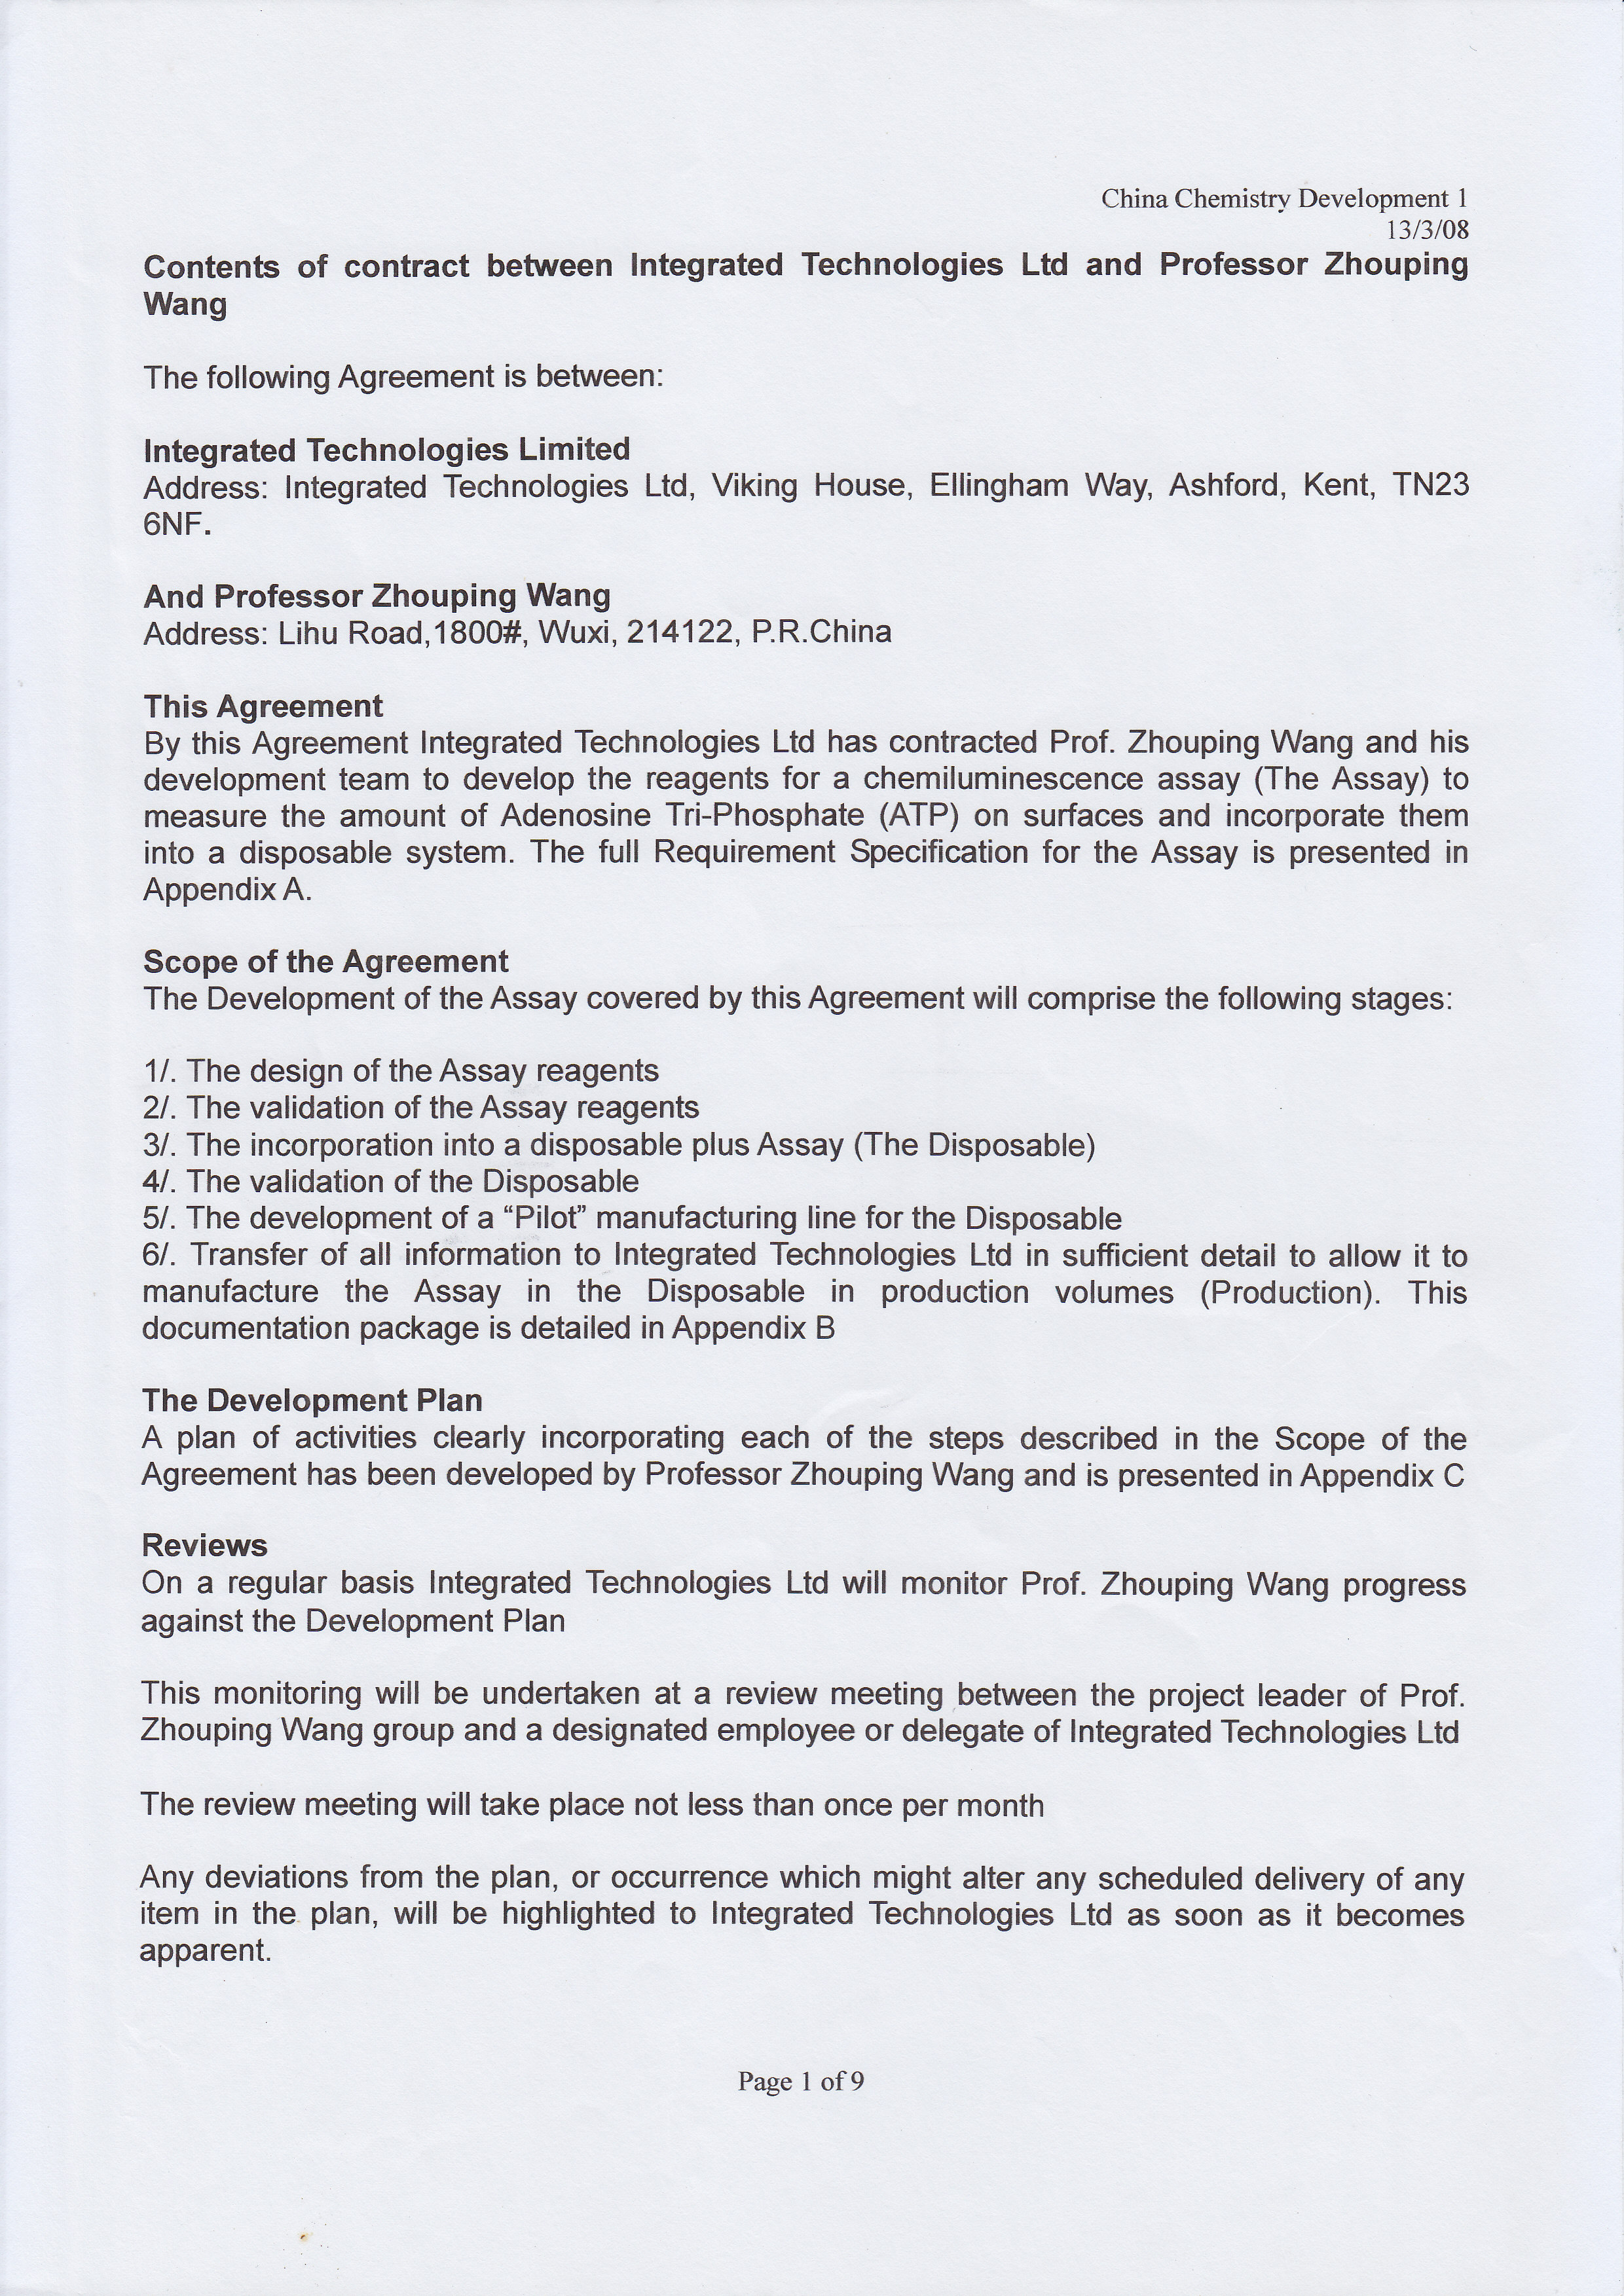 China Chemistry Development 1
13/3/08
Contents of contract between Integrated Technologies Ltd and Professor Zhouping
Wang
The following Agreement is between:
Integrated Technologies Limited
Address: Integrated Technologies Ltd, Viking House, Ellingham Way, Ashford, Kent, TN23
6NF.
And Professor Zhouping Wang
Address: Lihu Road,1800#, Wuxi, 214122, P.R.China
This Agreement
By this Agreement Integrated Technologies Ltd has contracted Prof. Zhouping Wang and his
development team to develop the reagents for a chemiluminescence assay (The Assay) to
measure the amount of Adenosine Tri-Phosphate (ATP) on surfaces and incorporate them
into a disposable system. The full Requirement Specification for the Assay is presented in
Appendix A.
Scope of the Agreement
The Development of the Assay covered by this Agreement will comprise the following stages:
1/. The design of the Assay reagents
2/. The validation of the Assay reagents
3/. The incorporation into a disposable plus Assay (The Disposable)
4/. The validation of the Disposable
5/. The development of a “Pilot” manufacturing line for the Disposable
6/. Transfer of all information to Integrated Technologies Ltd in sufficient detail to allow it to
manufacture the Assay in the Disposable in production volumes (Production). This
documentation package is detailed in Appendix B
The Development Plan
A plan of activities clearly incorporating each of the steps described in the Scope of the
Agreement has been developed by Professor Zhouping Wang and is presented in Appendix C
Reviews
On a regular basis Integrated Technologies Ltd will monitor Prof. Zhouping Wang progress
against the Development Plan
This monitoring will be undertaken at a review meeting between the project leader of Prof.
Zhouping Wang group and a designated employee or delegate of Integrated Technologies Ltd
The review meeting will take place not less than once per month
Any deviations from the plan, or occurrence which might alter any scheduled delivery of any
item in the plan, will be highlighted to Integrated Technologies Ltd as soon as it becomes
apparent.
Page 1 of 9